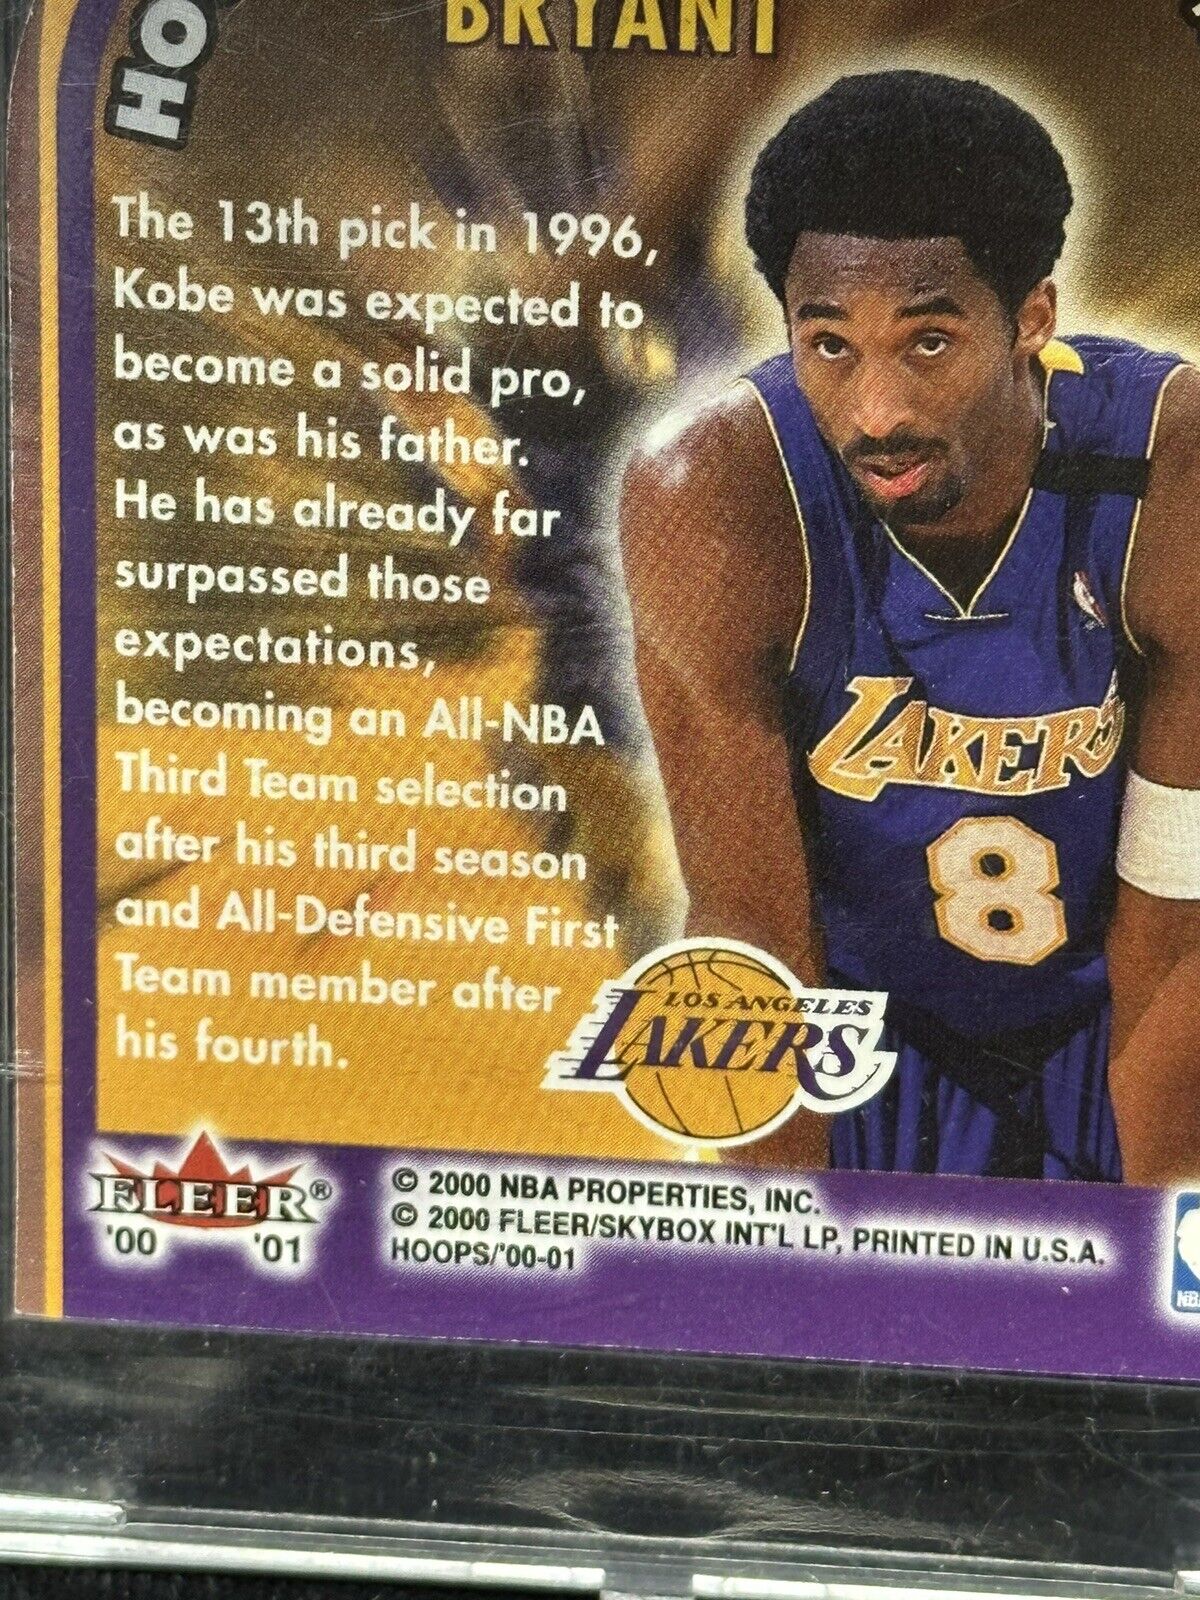 BRYANT
The 13th pick in 1996,
Kobe was expected to
become a solid pro,
as was his father.
He has already far
surpassed those
expectations,
becoming an All-NBA
Third Team selection
after his third season
and All-Defensive First
Team member after
his fourth.
LAKERS
8
LOS ANGELES
LAKERS
FLEER®
'00 '01
© 2000 NBA PROPERTIES, INC.
© 2000 FLEER/SKYBOX INT'L LP, PRINTED IN U.S.A.
HOOPS/'00-01